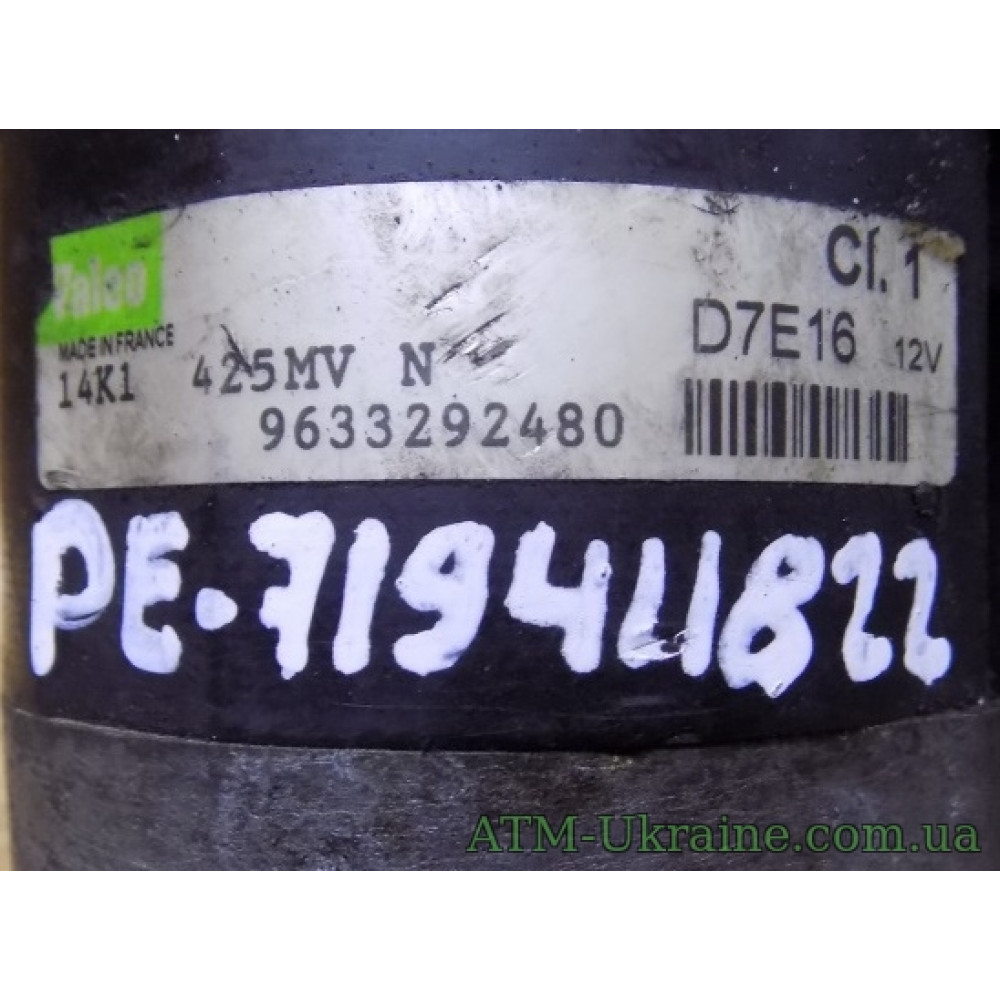 Valeo
MADE IN FRANCE
Cl. 1
D7E16 12V
14K1 425MV N
9633292480
PE-71941822
ATM-Ukraine.com.ua